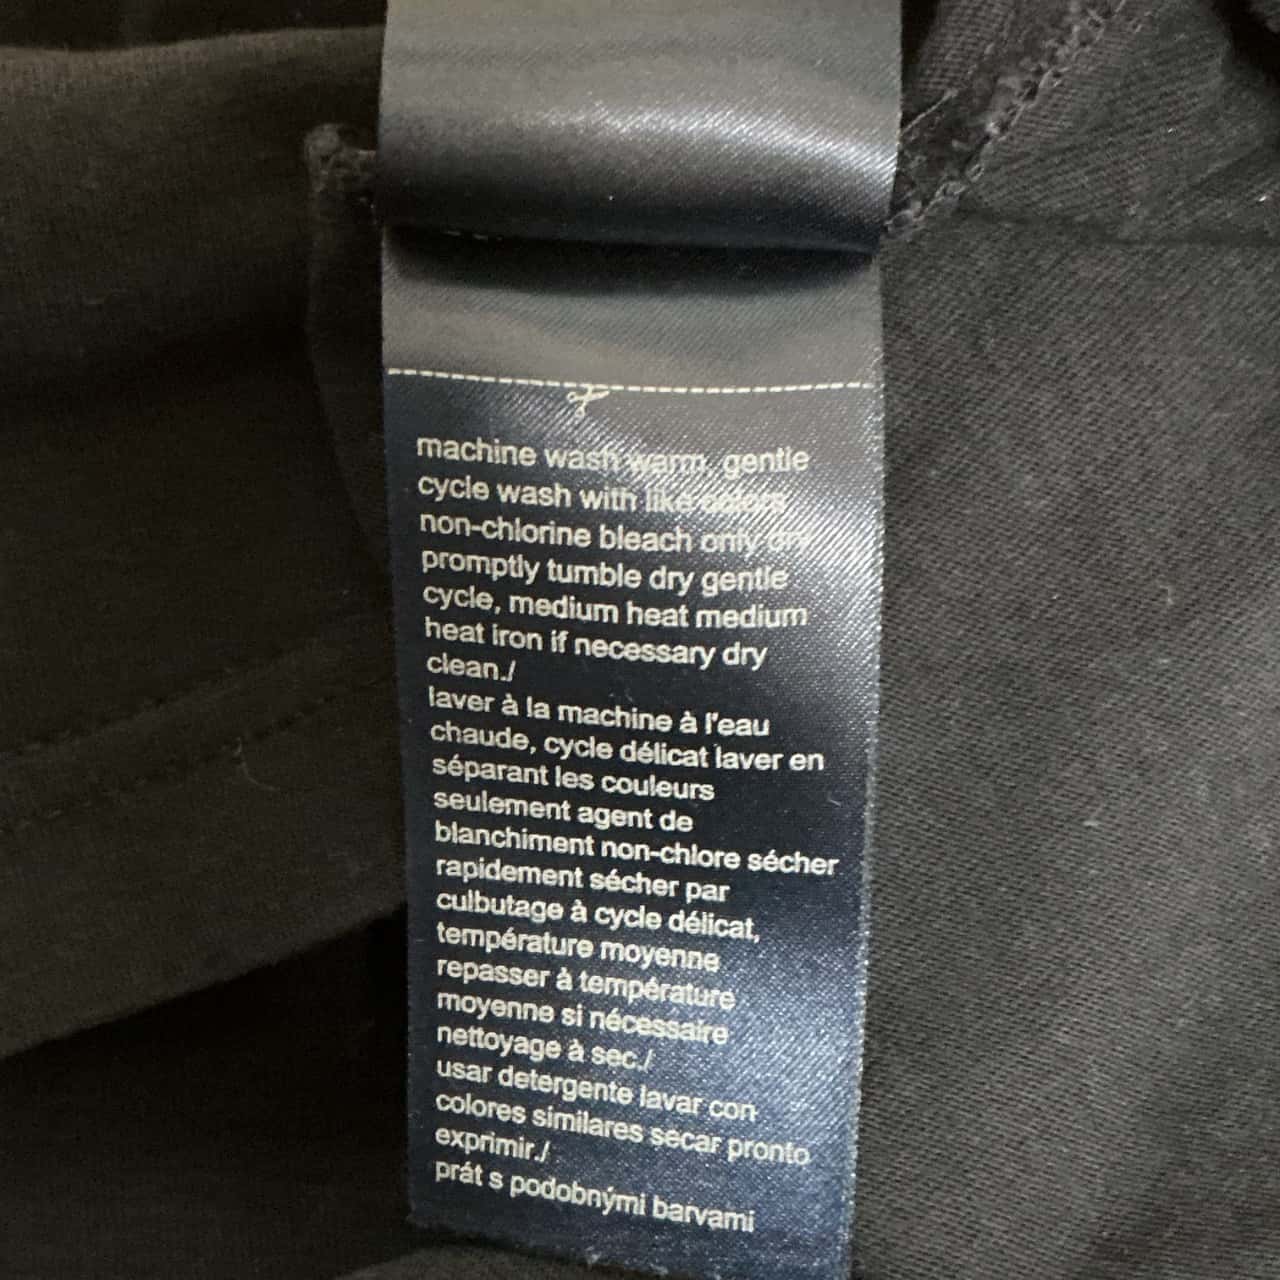 machine wash warm, gentle
cycle wash with like colors
non-chlorine bleach only dry
promptly tumble dry gentle
cycle, medium heat medium
heat iron if necessary dry
clean./
laver à la machine à l'eau
chaude, cycle délicat laver en
séparant les couleurs
seulement agent de
blanchiment non-chlore sécher
rapidement sécher par
culbutage à cycle délicat,
température moyenne
repasser à température
moyenne si nécessaire
nettoyage à sec./
usar detergente lavar con
colores similares secar pronto
exprimir./
prát s podobnými barvami